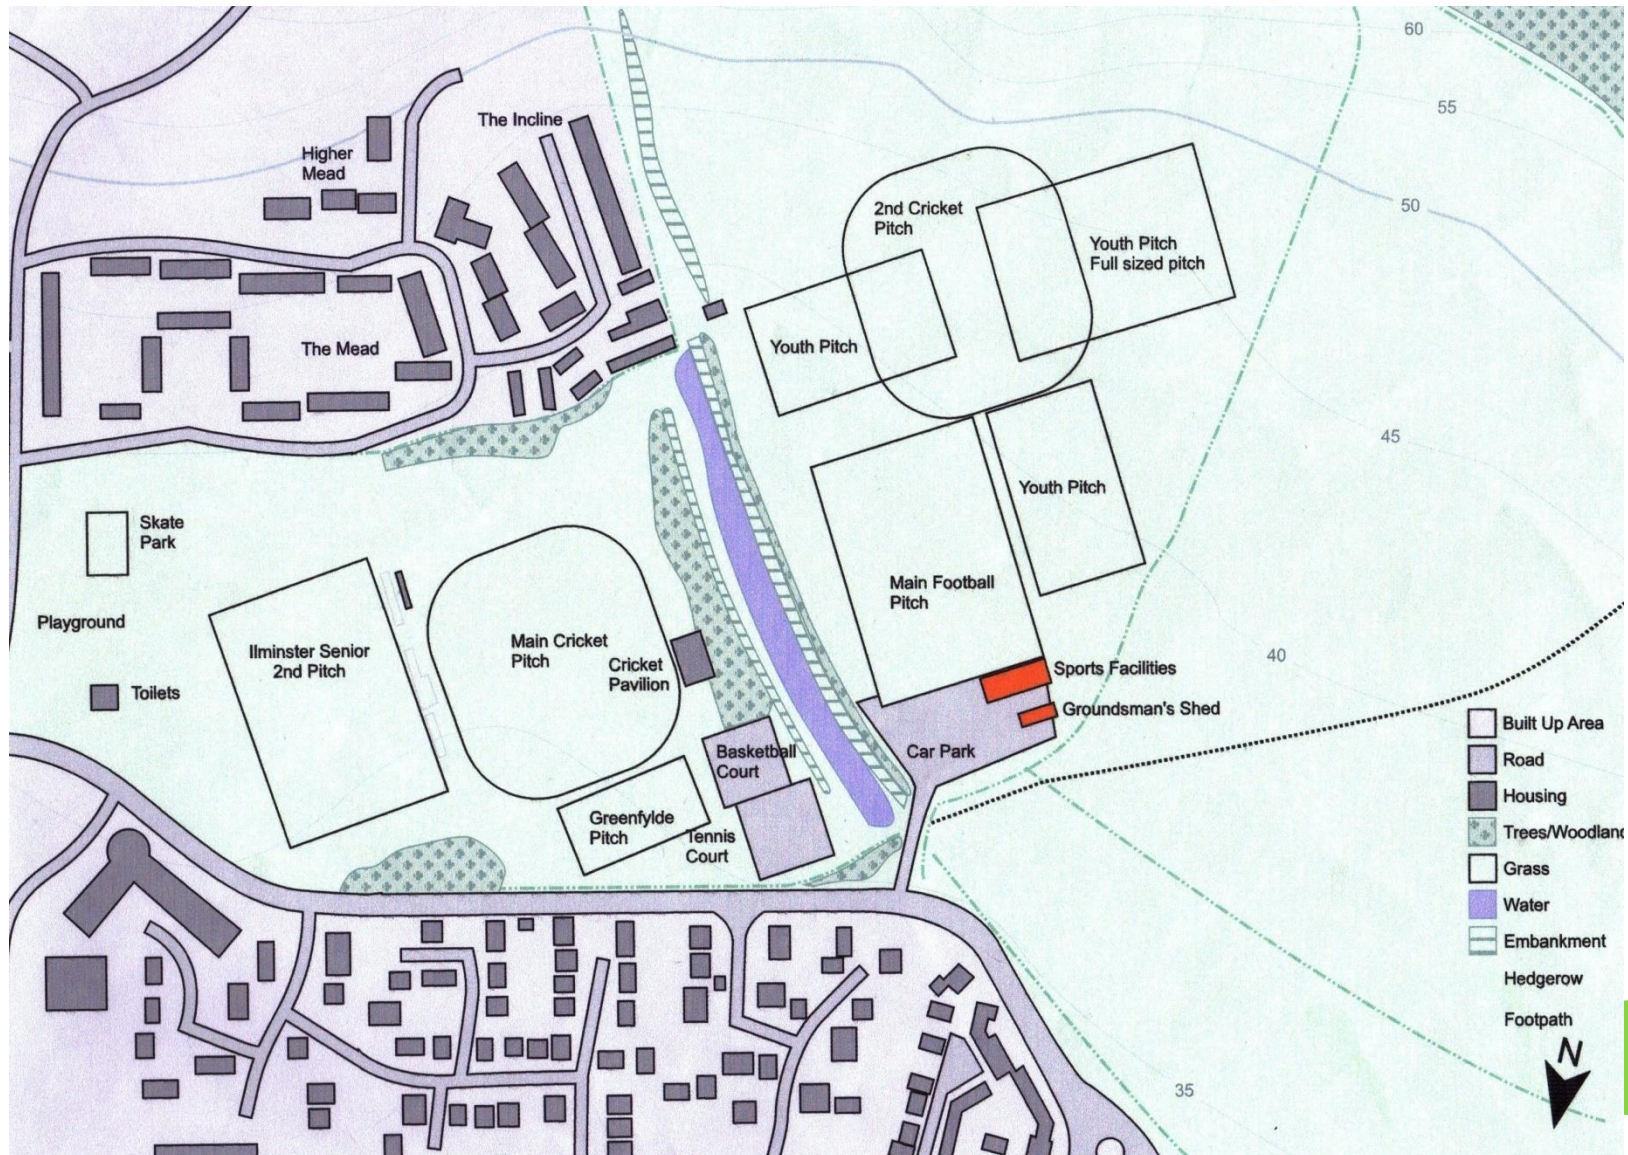 60
55
50
45
40
35
The Incline
Higher
Mead
The Mead
2nd Cricket
Pitch
Youth Pitch
Full sized pitch
Youth Pitch
Youth Pitch
Main Football
Pitch
Skate
Park
Playground
Toilets
Ilminster Senior
2nd Pitch
Main Cricket
Pitch
Cricket
Pavilion
Basketball
Court
Greenfylde
Pitch
Tennis
Court
Car Park
Sports Facilities
Groundsman's Shed
Built Up Area
Road
Housing
Trees/Woodland
Grass
Water
Embankment
Hedgerow
Footpath
N